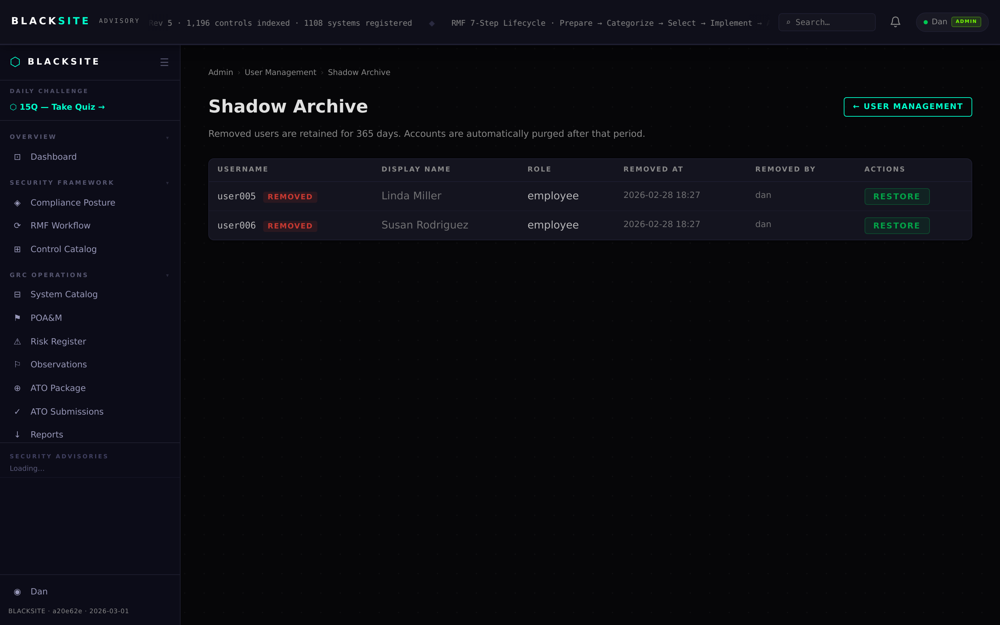 BLACKSITE ADVISORY Rev 5 · 1,196 controls indexed · 1108 systems registered ◆ RMF 7-Step Lifecycle · Prepare → Categorize → Select → Implement → Search… Dan ADMIN
BLACKSITE
DAILY CHALLENGE
15Q — Take Quiz →
OVERVIEW
Dashboard
SECURITY FRAMEWORK
Compliance Posture
RMF Workflow
Control Catalog
GRC OPERATIONS
System Catalog
POA&M
Risk Register
Observations
ATO Package
ATO Submissions
Reports
SECURITY ADVISORIES
Loading…
Dan
BLACKSITE · a20e62e · 2026-03-01
Admin › User Management › Shadow Archive
Shadow Archive
← USER MANAGEMENT
Removed users are retained for 365 days. Accounts are automatically purged after that period.
USERNAME DISPLAY NAME ROLE REMOVED AT REMOVED BY ACTIONS
user005 REMOVED Linda Miller employee 2026-02-28 18:27 dan RESTORE
user006 REMOVED Susan Rodriguez employee 2026-02-28 18:27 dan RESTORE